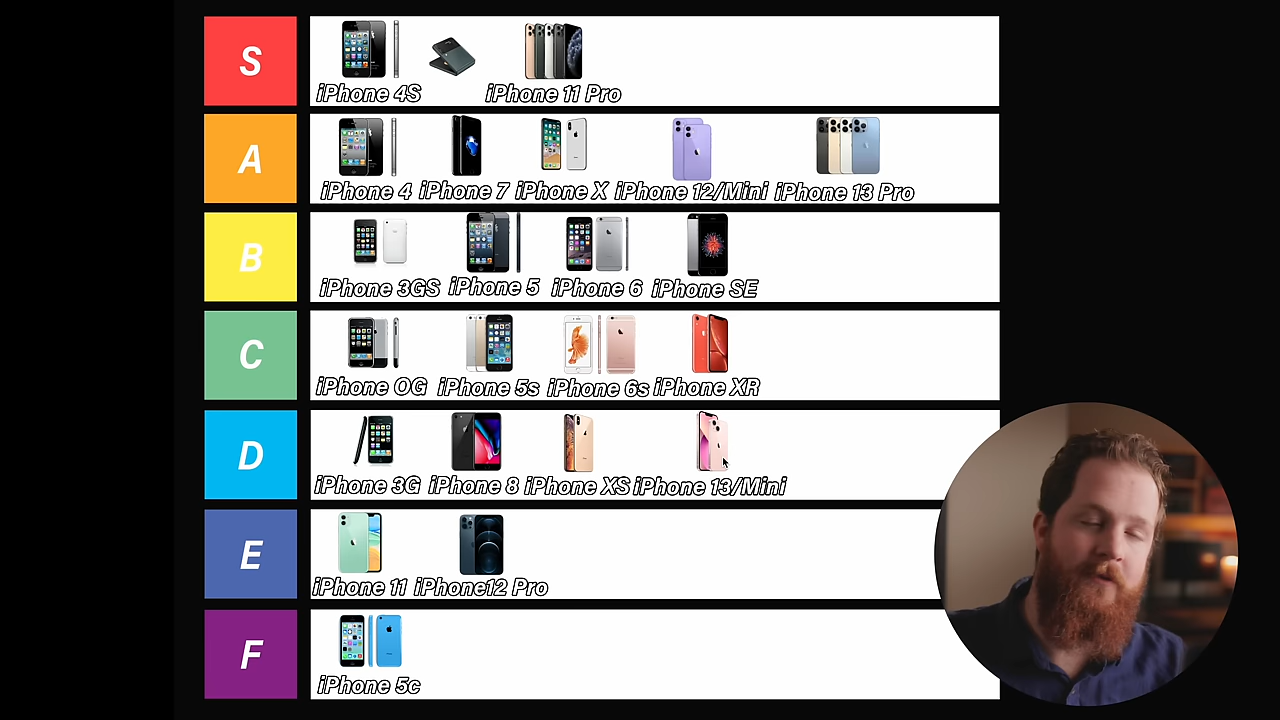 S
iPhone 4S iPhone 11 Pro
A
iPhone 4 iPhone 7 iPhone X iPhone 12/Mini iPhone 13 Pro
B
iPhone 3GS iPhone 5 iPhone 6 iPhone SE
C
iPhone OG iPhone 5s iPhone 6s iPhone XR
D
iPhone 3G iPhone 8 iPhone XS iPhone 13/Mini
E
iPhone 11 iPhone12 Pro
F
iPhone 5c